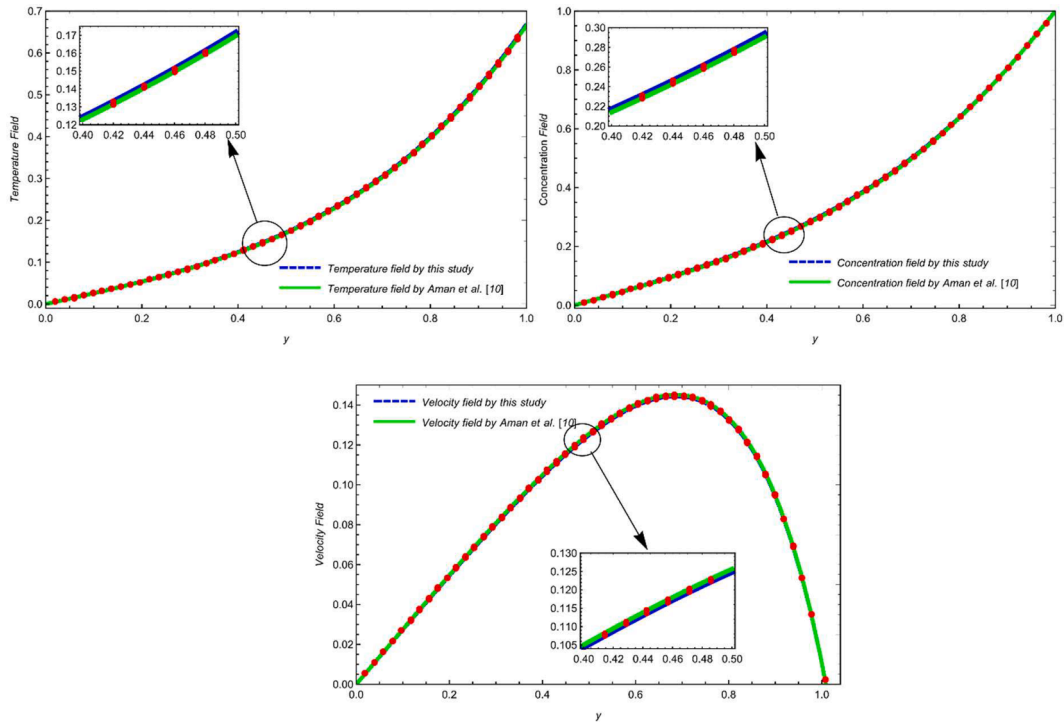 0.7
0.6
0.5
0.4
0.3
0.2
0.1
0.0
Temperature Field
0.17
0.16
0.15
0.14
0.13
0.12
0.40 0.42 0.44 0.46 0.48 0.50
Temperature field by this study
Temperature field by Aman et al. [10]
0.0 0.2 0.4 0.6 0.8 1.0
y
1.0
0.8
0.6
0.4
0.2
0.0
Concentration Field
0.30
0.28
0.26
0.24
0.22
0.20
0.40 0.42 0.44 0.46 0.48 0.50
Concentration field by this study
Concentration field by Aman et al. [10]
0.0 0.2 0.4 0.6 0.8 1.0
y
0.14
0.12
0.10
0.08
0.06
0.04
0.02
0.00
Velocity Field
Velocity field by this study
Velocity field by Aman et al. [10]
0.130
0.125
0.120
0.115
0.110
0.105
0.40 0.42 0.44 0.46 0.48 0.50
0.0 0.2 0.4 0.6 0.8 1.0
y